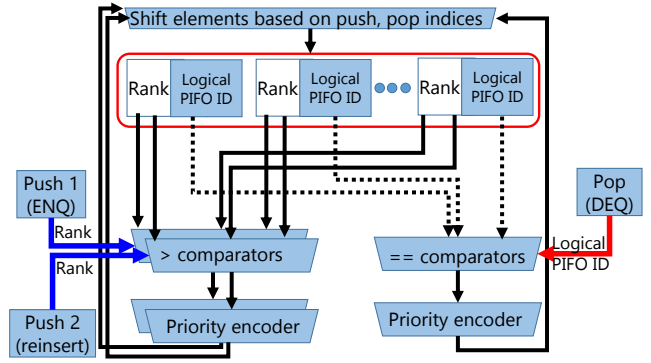 Shift elements based on push, pop indices
Rank
Logical
PIFO ID
Rank
Logical
PIFO ID
Rank
Logical
PIFO ID
Push 1
(ENQ)
Rank
Rank
Push 2
(reinsert)
> comparators
Priority encoder
== comparators
Priority encoder
Pop
(DEQ)
Logical
PIFO ID